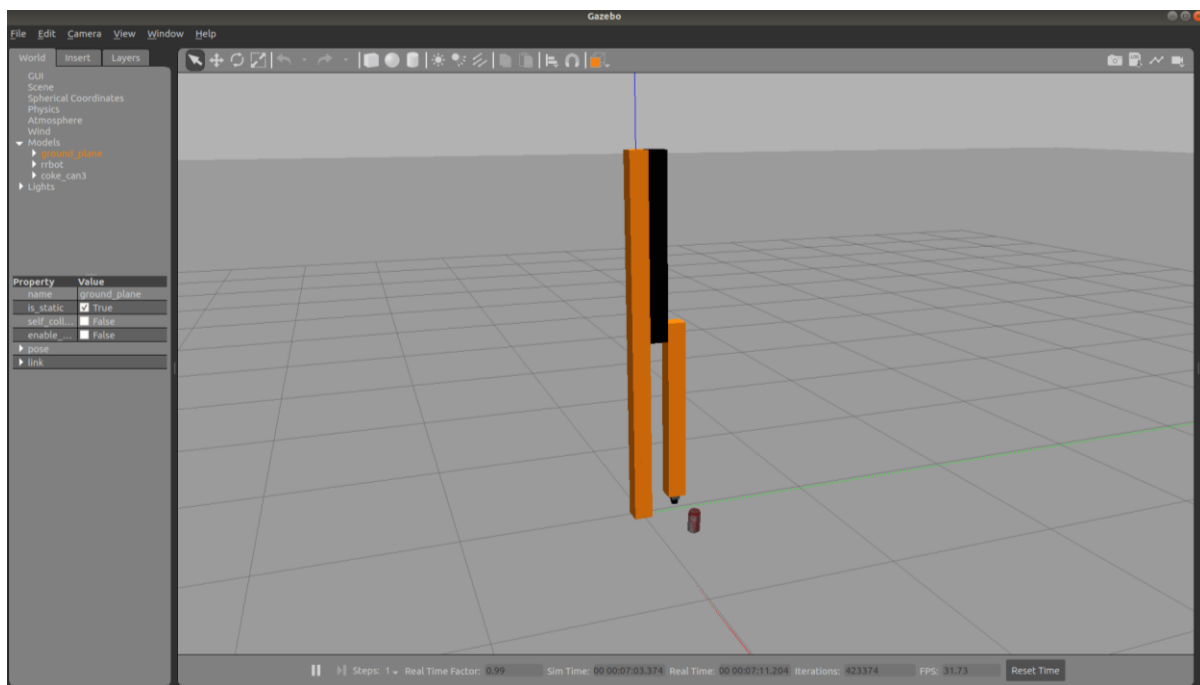 Gazebo
File Edit Camera View Window Help
World Insert Layers
GUI
Scene
Spherical Coordinates
Physics
Atmosphere
Wind
Models
ground_plane
rrbot
coke_can3
Lights
Property Value
name ground_plane
is_static True
self_coll... False
enable_... False
pose
link
Steps: 1 Real Time Factor: 0.99 Sim Time: 00 00:07:03.374 Real Time: 00 00:07:11.204 Iterations: 423374 FPS: 31.73 Reset Time